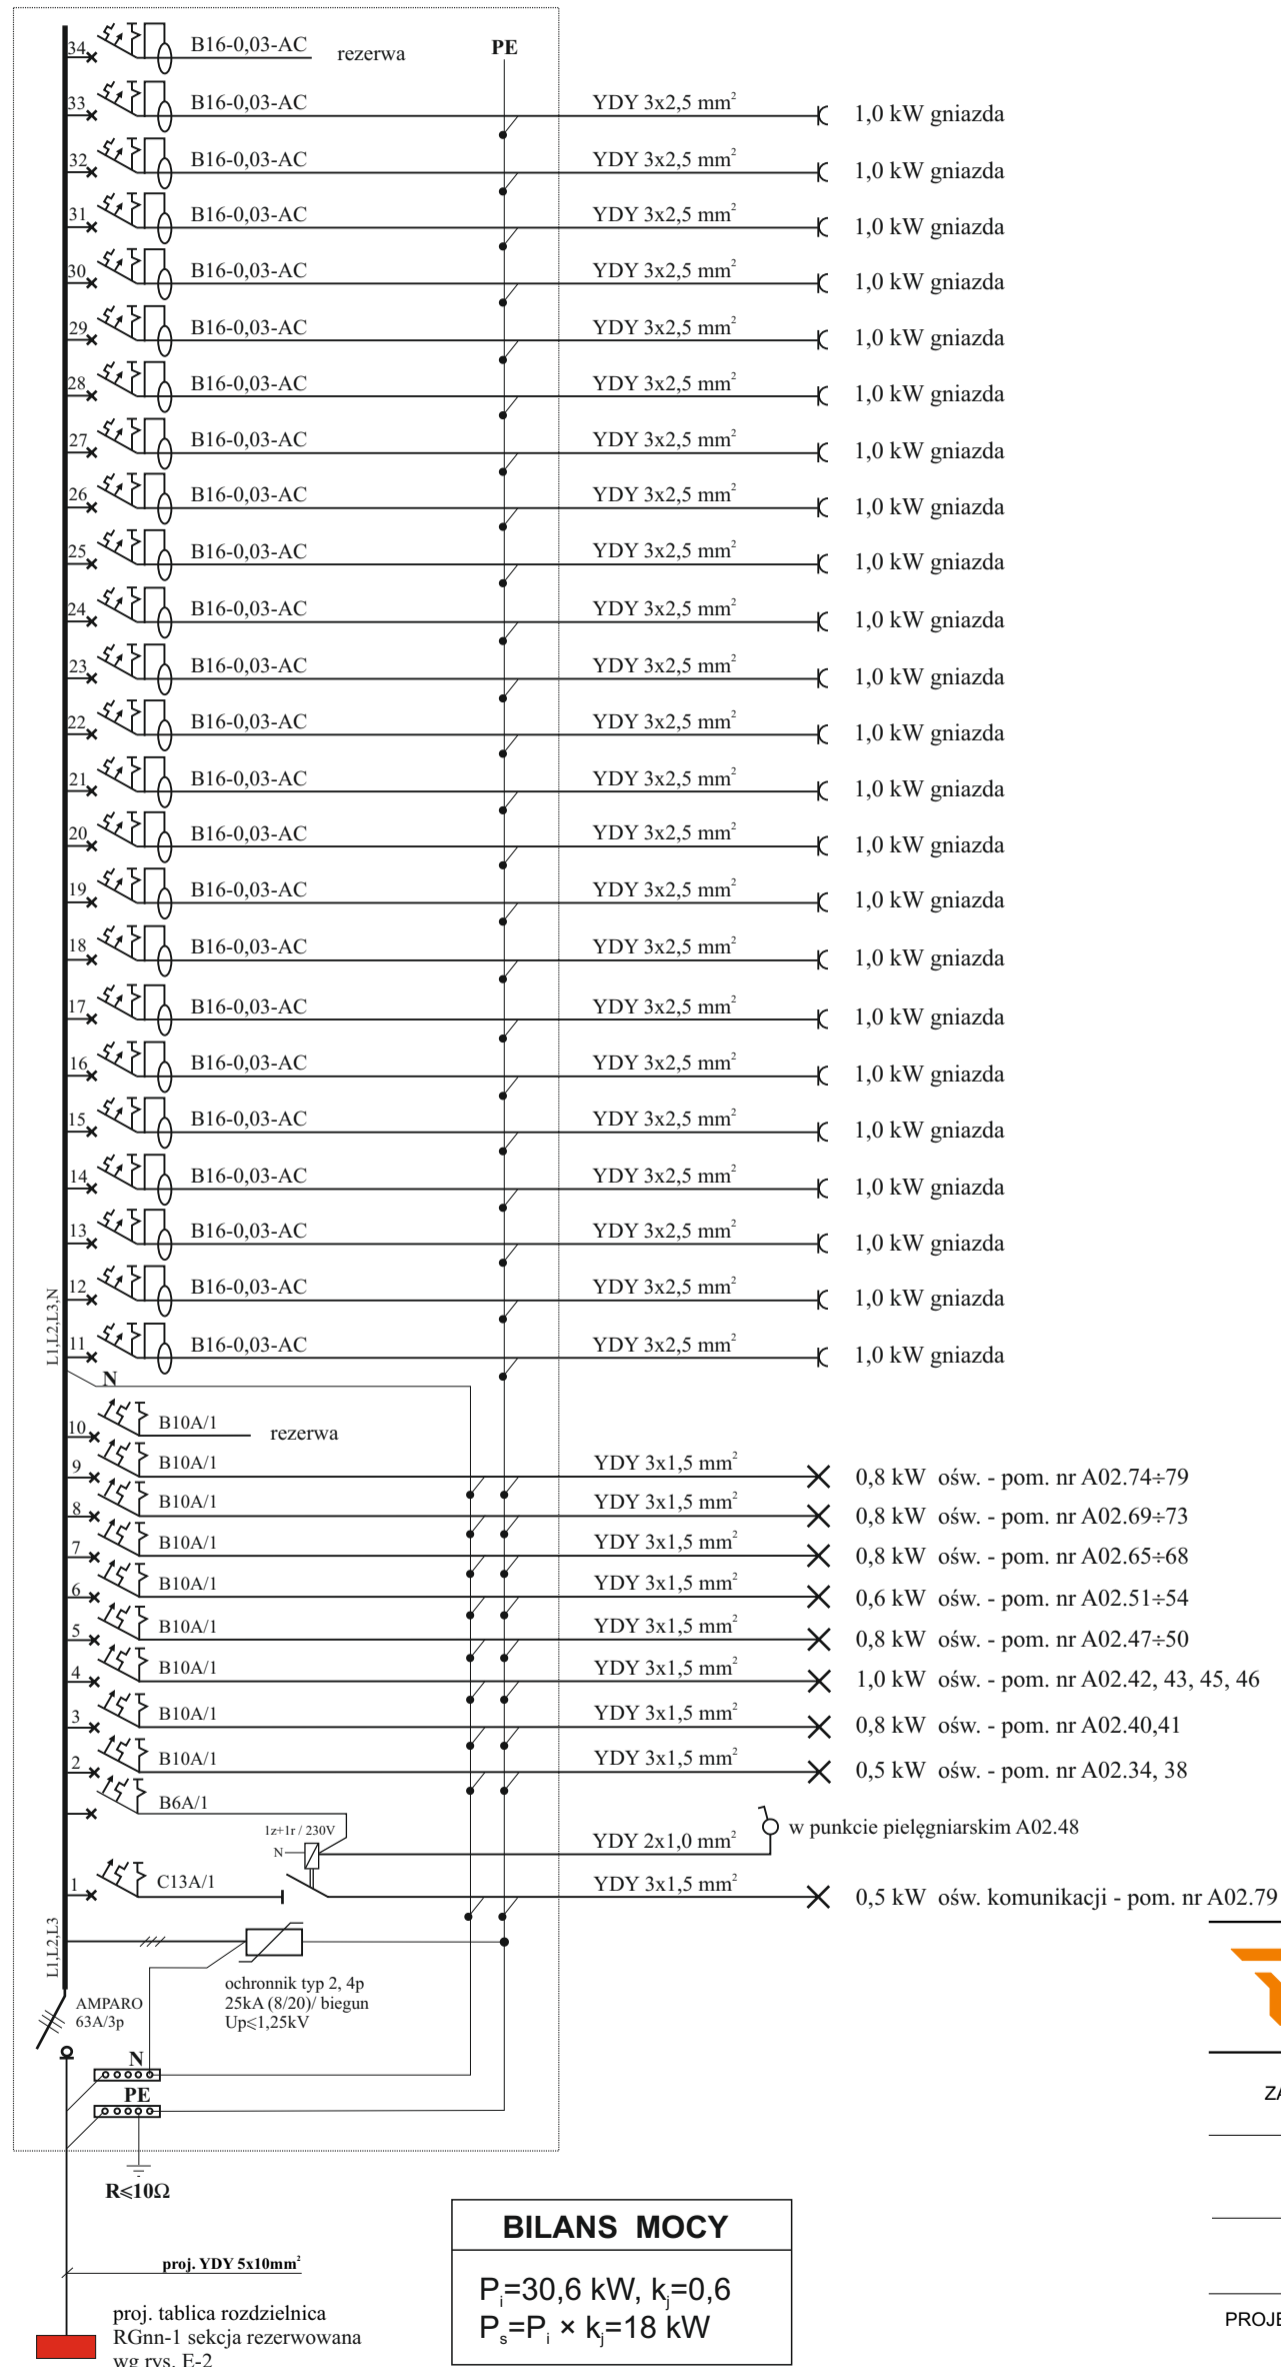 34 B16-0,03-AC rezerwa PE
33 B16-0,03-AC YDY 3x2,5 mm² 1,0 kW gniazda
32 B16-0,03-AC YDY 3x2,5 mm² 1,0 kW gniazda
31 B16-0,03-AC YDY 3x2,5 mm² 1,0 kW gniazda
30 B16-0,03-AC YDY 3x2,5 mm² 1,0 kW gniazda
29 B16-0,03-AC YDY 3x2,5 mm² 1,0 kW gniazda
28 B16-0,03-AC YDY 3x2,5 mm² 1,0 kW gniazda
27 B16-0,03-AC YDY 3x2,5 mm² 1,0 kW gniazda
26 B16-0,03-AC YDY 3x2,5 mm² 1,0 kW gniazda
25 B16-0,03-AC YDY 3x2,5 mm² 1,0 kW gniazda
24 B16-0,03-AC YDY 3x2,5 mm² 1,0 kW gniazda
23 B16-0,03-AC YDY 3x2,5 mm² 1,0 kW gniazda
22 B16-0,03-AC YDY 3x2,5 mm² 1,0 kW gniazda
21 B16-0,03-AC YDY 3x2,5 mm² 1,0 kW gniazda
20 B16-0,03-AC YDY 3x2,5 mm² 1,0 kW gniazda
19 B16-0,03-AC YDY 3x2,5 mm² 1,0 kW gniazda
18 B16-0,03-AC YDY 3x2,5 mm² 1,0 kW gniazda
17 B16-0,03-AC YDY 3x2,5 mm² 1,0 kW gniazda
16 B16-0,03-AC YDY 3x2,5 mm² 1,0 kW gniazda
15 B16-0,03-AC YDY 3x2,5 mm² 1,0 kW gniazda
14 B16-0,03-AC YDY 3x2,5 mm² 1,0 kW gniazda
13 B16-0,03-AC YDY 3x2,5 mm² 1,0 kW gniazda
12 B16-0,03-AC YDY 3x2,5 mm² 1,0 kW gniazda
L1,L2,L3,N
11 B16-0,03-AC YDY 3x2,5 mm² 1,0 kW gniazda
N
10 B10A/1 rezerwa
9 B10A/1 YDY 3x1,5 mm² 0,8 kW ośw. - pom. nr A02.74÷79
8 B10A/1 YDY 3x1,5 mm² 0,8 kW ośw. - pom. nr A02.69÷73
7 B10A/1 YDY 3x1,5 mm² 0,8 kW ośw. - pom. nr A02.65÷68
6 B10A/1 YDY 3x1,5 mm² 0,6 kW ośw. - pom. nr A02.51÷54
5 B10A/1 YDY 3x1,5 mm² 0,8 kW ośw. - pom. nr A02.47÷50
4 B10A/1 YDY 3x1,5 mm² 1,0 kW ośw. - pom. nr A02.42, 43, 45, 46
3 B10A/1 YDY 3x1,5 mm² 0,8 kW ośw. - pom. nr A02.40,41
2 B10A/1 YDY 3x1,5 mm² 0,5 kW ośw. - pom. nr A02.34, 38
B6A/1
1z+1r / 230V
N
YDY 2x1,0 mm² w punkcie pielęgniarskim A02.48
1 C13A/1 YDY 3x1,5 mm² 0,5 kW ośw. komunikacji - pom. nr A02.79
L1,L2,L3
ochronnik typ 2, 4p
25kA (8/20)/ biegun
Up≤1,25kV
AMPARO
63A/3p
N
PE
R≤10Ω
proj. YDY 5x10mm²
proj. tablica rozdzielnica
RGnn-1 sekcja rezerwowana
wg rys. E-2
BILANS MOCY
Pᵢ=30,6 kW, kⱼ=0,6
Pₛ=Pᵢ × kⱼ=18 kW
ZA
PROJE